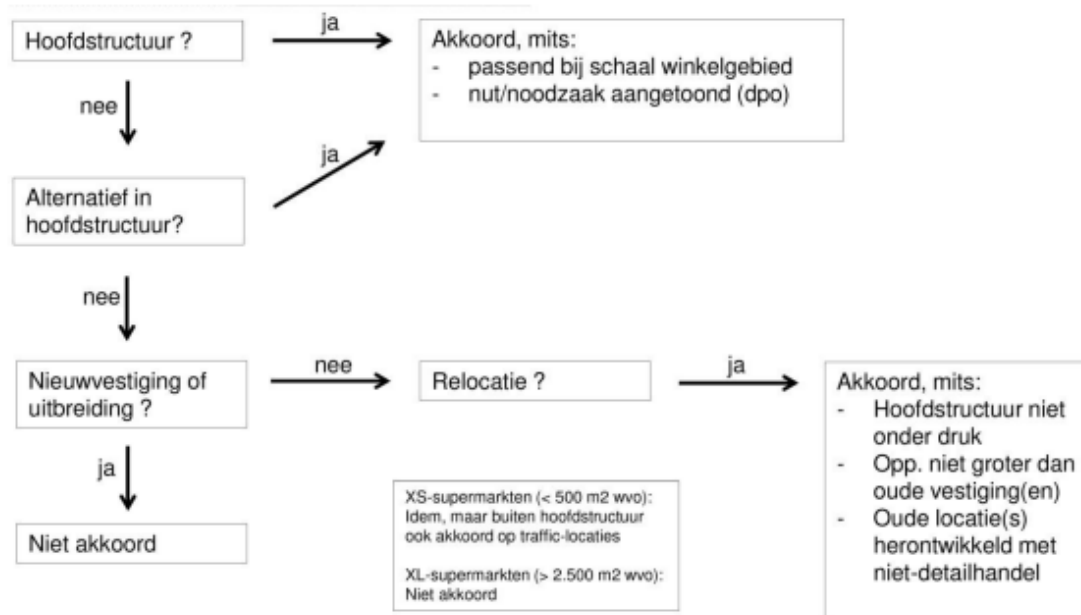 Hoofdstructuur ?
ja
Akkoord, mits:
- passend bij schaal winkelgebied
- nut/noodzaak aangetoond (dpo)
nee
ja
Alternatief in
hoofdstructuur?
nee
Nieuwvestiging of
uitbreiding ?
nee
Relocatie ?
ja
Akkoord, mits:
- Hoofdstructuur niet
onder druk
- Opp. niet groter dan
oude vestiging(en)
- Oude locatie(s)
herontwikkeld met
niet-detailhandel
ja
Niet akkoord
XS-supermarkten (< 500 m2 wvo):
Idem, maar buiten hoofdstructuur
ook akkoord op traffic-locaties
XL-supermarkten (> 2.500 m2 wvo):
Niet akkoord